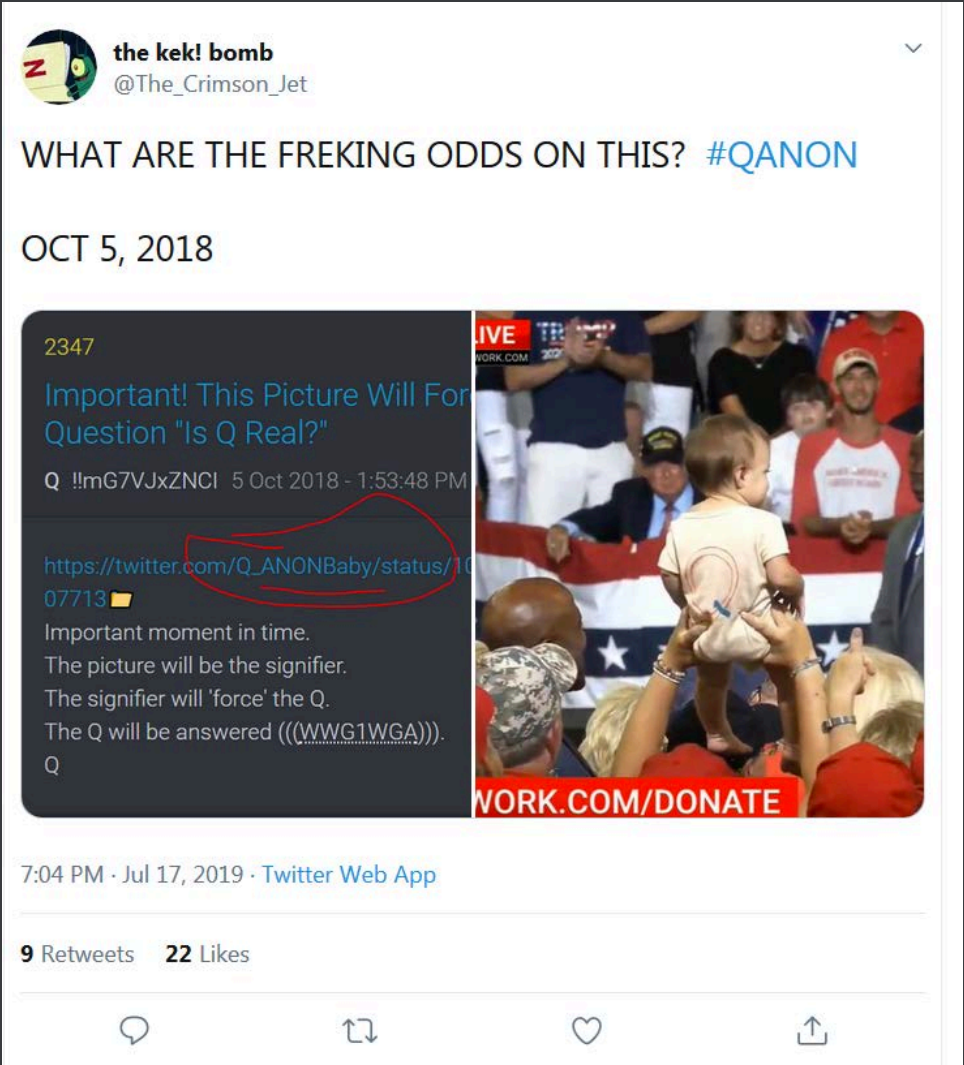 the kek! bomb
@The_Crimson_Jet
WHAT ARE THE FREKING ODDS ON THIS? #QANON
OCT 5, 2018
2347
Important! This Picture Will For
Question "Is Q Real?"
Q !!mG7VJxZNCI 5 Oct 2018 - 1:53:48 PM
https://twitter.com/Q_ANONBaby/status/10
07713
Important moment in time.
The picture will be the signifier.
The signifier will 'force' the Q.
The Q will be answered (((WWG1WGA))).
Q
IVE TRUMP
WORK.COM 2020
WORK.COM/DONATE
7:04 PM · Jul 17, 2019 · Twitter Web App
9 Retweets 22 Likes